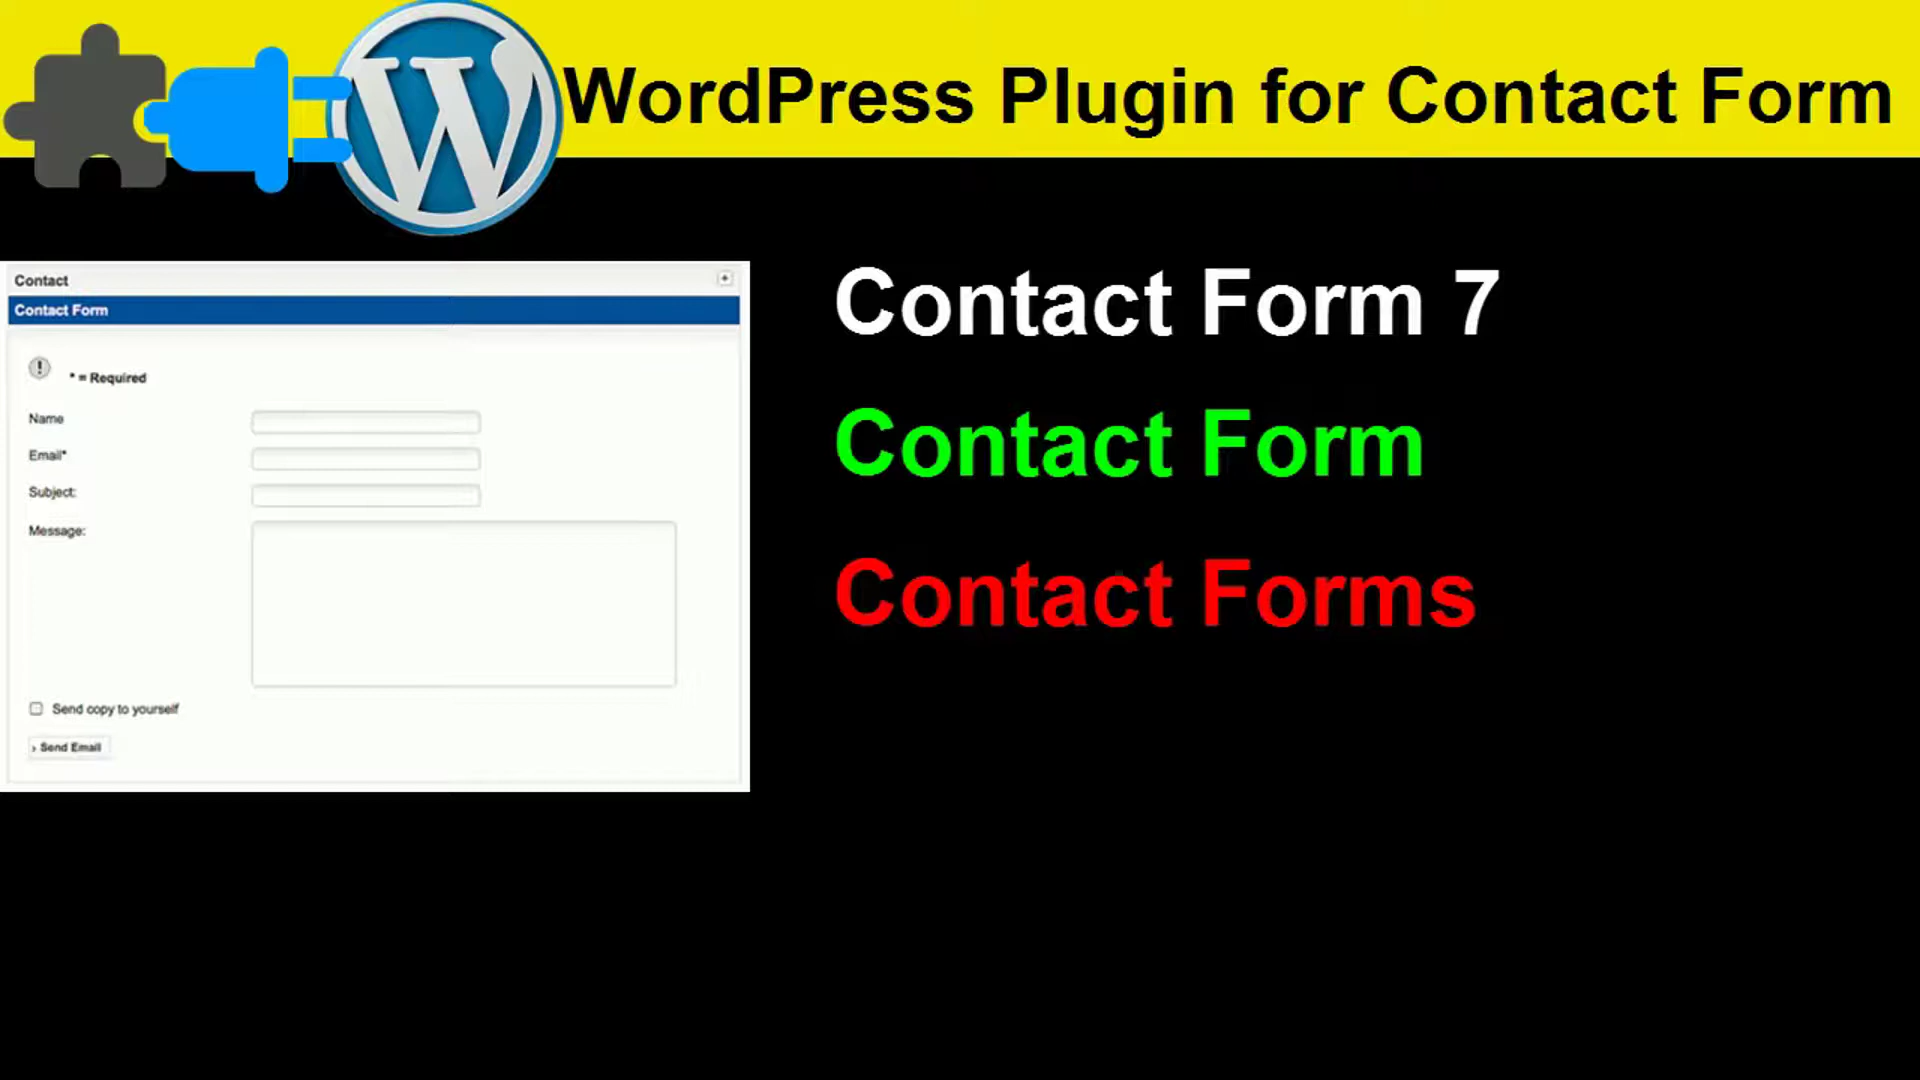 WordPress Plugin for Contact Form
Contact
Contact Form
* = Required
Name
Email*
Subject:
Message:
Send copy to yourself
› Send Email
Contact Form 7
Contact Form
Contact Forms